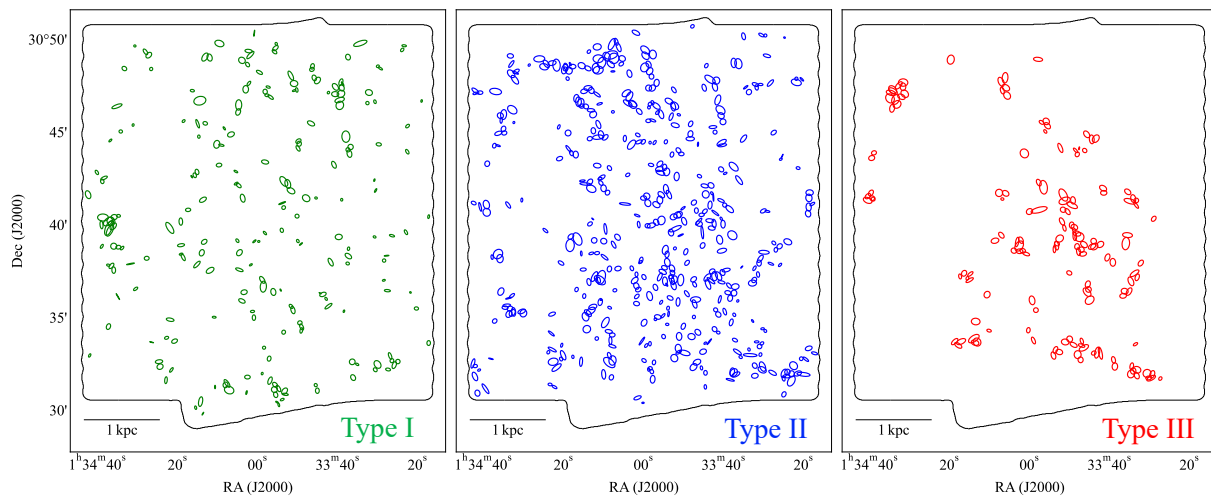 30°50'
45'
40'
35'
30'
Dec (J2000)
1 kpc
Type I
1 kpc
Type II
1 kpc
Type III
1ʰ34ᵐ40ˢ 20ˢ 00ˢ 33ᵐ40ˢ 20ˢ
1ʰ34ᵐ40ˢ 20ˢ 00ˢ 33ᵐ40ˢ 20ˢ
1ʰ34ᵐ40ˢ 20ˢ 00ˢ 33ᵐ40ˢ 20ˢ
RA (J2000)
RA (J2000)
RA (J2000)